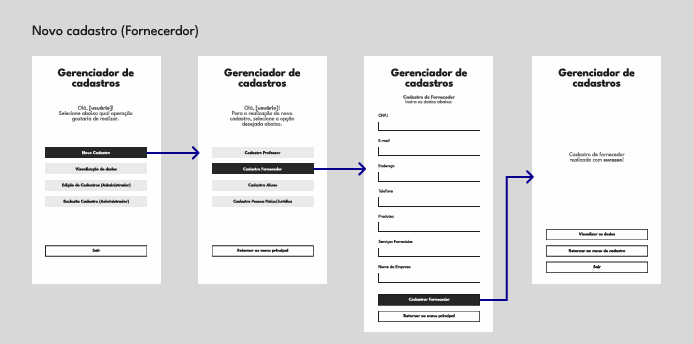 Novo cadastro (Fornecerdor)
Gerenciador de
cadastros
Olá, [usuário]!
Selecione abaixo qual operação
gostaria de realizar.
Novo Cadastro
Visualização de dados
Edição de Cadastros (Administrador)
Exclusão Cadastro (Administrador)
Sair
Gerenciador de
cadastros
Olá, [usuário]!
Para a realização do novo
cadastro, selecione a opção
desejada abaixo.
Cadastro Professor
Cadastro Fornecedor
Cadastro Aluno
Cadastro Pessoa Física/Jurídica
Retornar ao menu principal
Gerenciador de
cadastros
Cadastro de Fornecedor
Insira os dados abaixo:
CNPJ
E-mail
Endereço
Telefone
Produtos
Serviços Fornecidos
Nome da Empresa
Cadastrar Fornecedor
Retornar ao menu principal
Gerenciador de
cadastros
Cadastro de fornecedor
realizado com sucesso!
Visualizar os dados
Retornar ao menu de cadastro
Sair